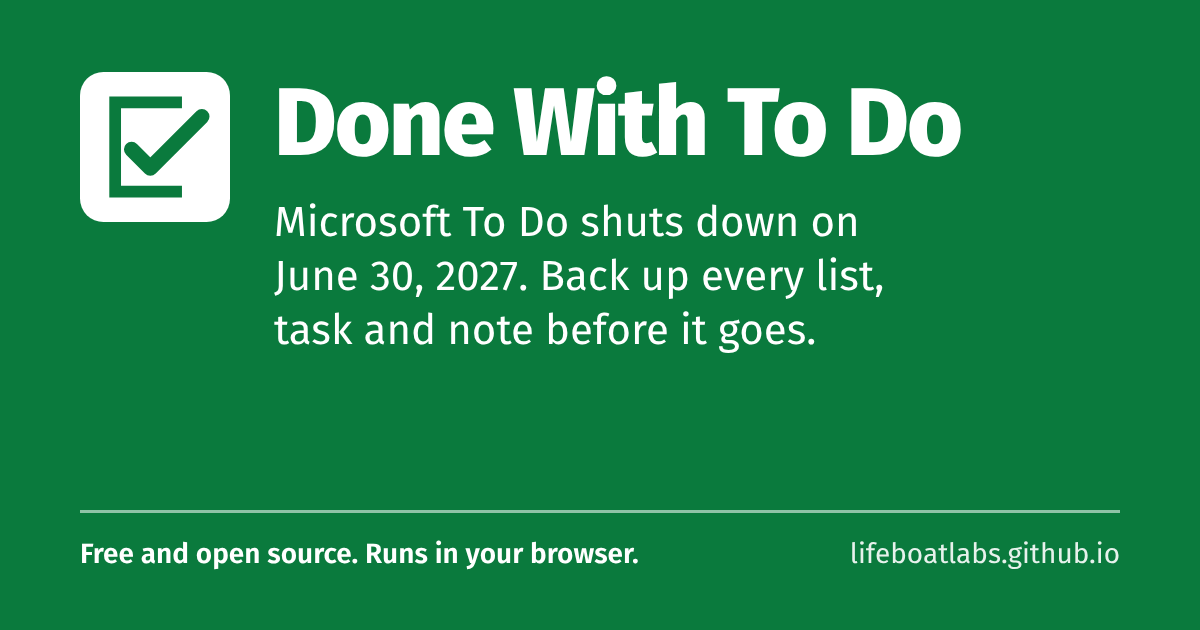 Done With To Do
Microsoft To Do shuts down on
June 30, 2027. Back up every list,
task and note before it goes.
Free and open source. Runs in your browser.
lifeboatlabs.github.io